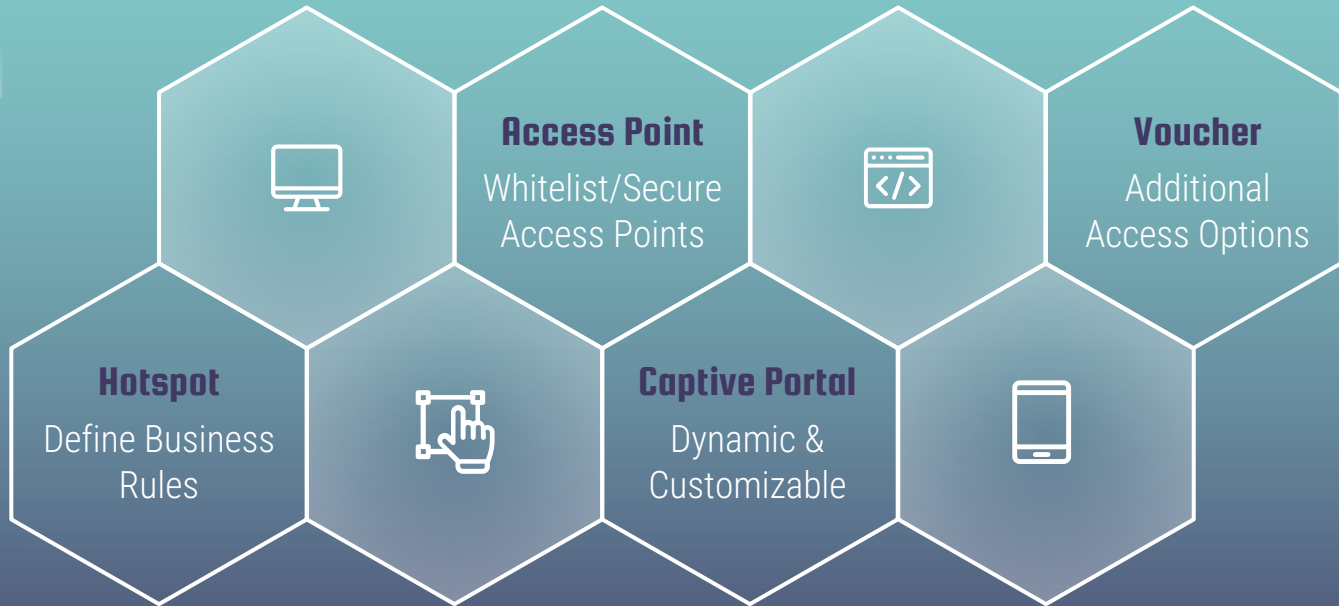 Access Point
Whitelist/Secure
Access Points
Voucher
Additional
Access Options
Hotspot
Define Business
Rules
Captive Portal
Dynamic &
Customizable